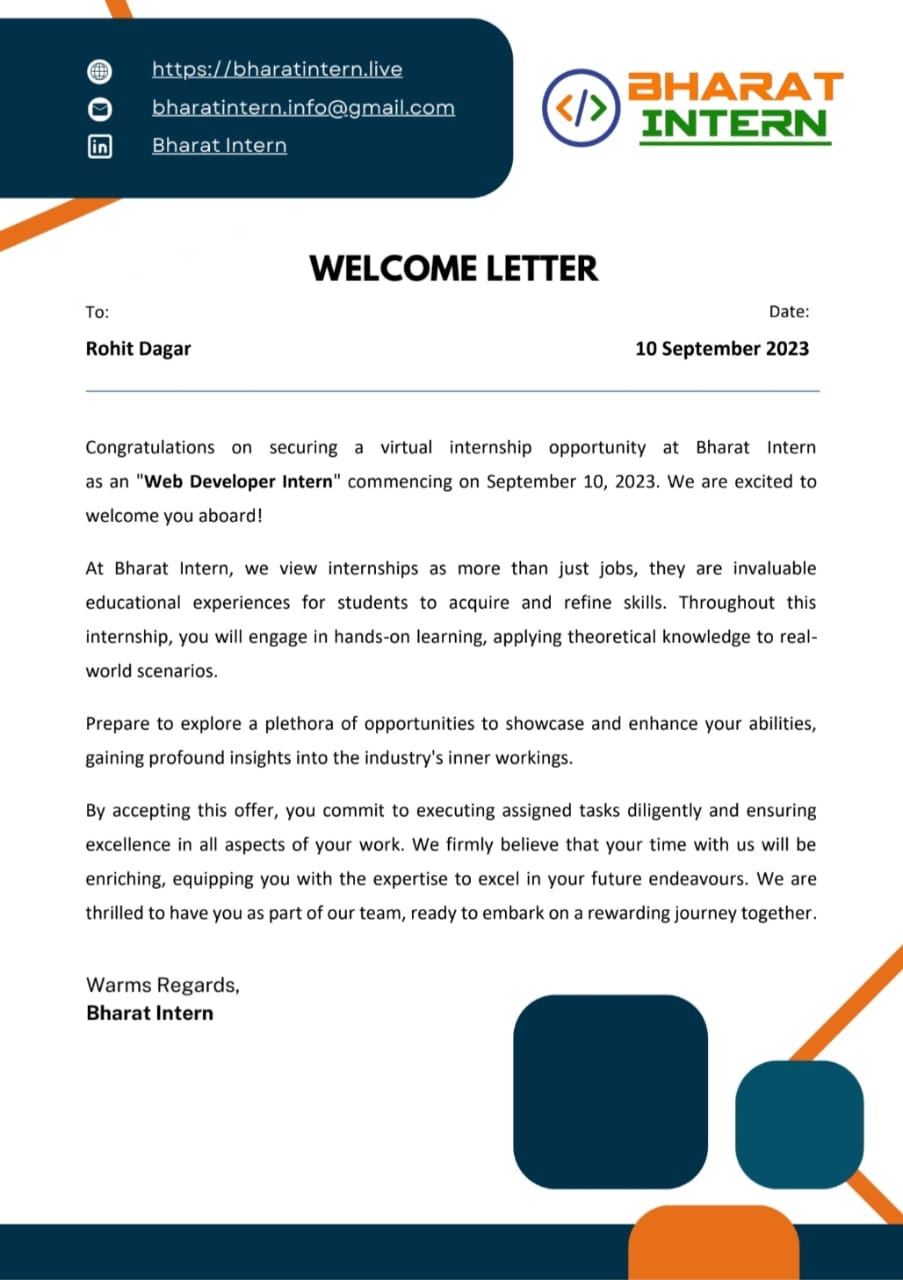 https://bharatintern.live
bharatintern.info@gmail.com
in
Bharat Intern
</>
BHARAT
INTERN
WELCOME LETTER
To:
Date:
Rohit Dagar
10 September 2023
Congratulations on securing a virtual internship opportunity at Bharat Intern
as an "Web Developer Intern" commencing on September 10, 2023. We are excited to
welcome you aboard!
At Bharat Intern, we view internships as more than just jobs, they are invaluable
educational experiences for students to acquire and refine skills. Throughout this
internship, you will engage in hands-on learning, applying theoretical knowledge to real-
world scenarios.
Prepare to explore a plethora of opportunities to showcase and enhance your abilities,
gaining profound insights into the industry's inner workings.
By accepting this offer, you commit to executing assigned tasks diligently and ensuring
excellence in all aspects of your work. We firmly believe that your time with us will be
enriching, equipping you with the expertise to excel in your future endeavours. We are
thrilled to have you as part of our team, ready to embark on a rewarding journey together.
Warms Regards,
Bharat Intern